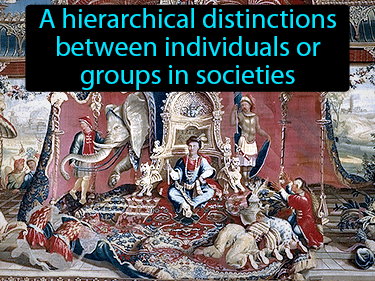 A hierarchical distinctions
between individuals or
groups in societies